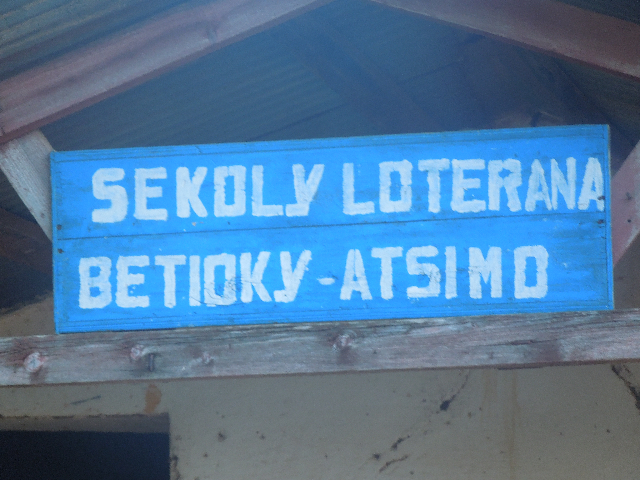 SEKOLY LOTERANA
BETIOKY-ATSIMO